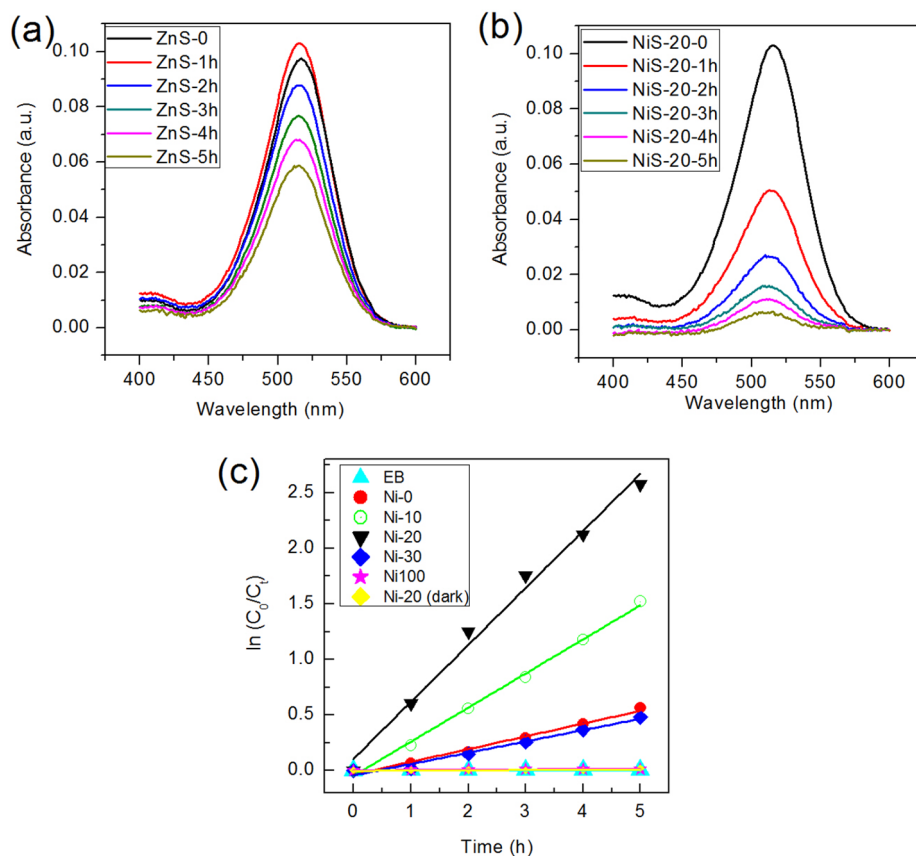 (a)
ZnS-0
ZnS-1h
ZnS-2h
ZnS-3h
ZnS-4h
ZnS-5h
0.10
0.08
0.06
0.04
0.02
0.00
Absorbance (a.u.)
400 450 500 550 600
Wavelength (nm)
(b)
NiS-20-0
NiS-20-1h
NiS-20-2h
NiS-20-3h
NiS-20-4h
NiS-20-5h
0.10
0.08
0.06
0.04
0.02
0.00
Absorbance (a.u.)
400 450 500 550 600
Wavelength (nm)
(c)
EB
Ni-0
Ni-10
Ni-20
Ni-30
Ni100
Ni-20 (dark)
2.5
2.0
1.5
1.0
0.5
0.0
ln (C0/Ct)
0 1 2 3 4 5
Time (h)